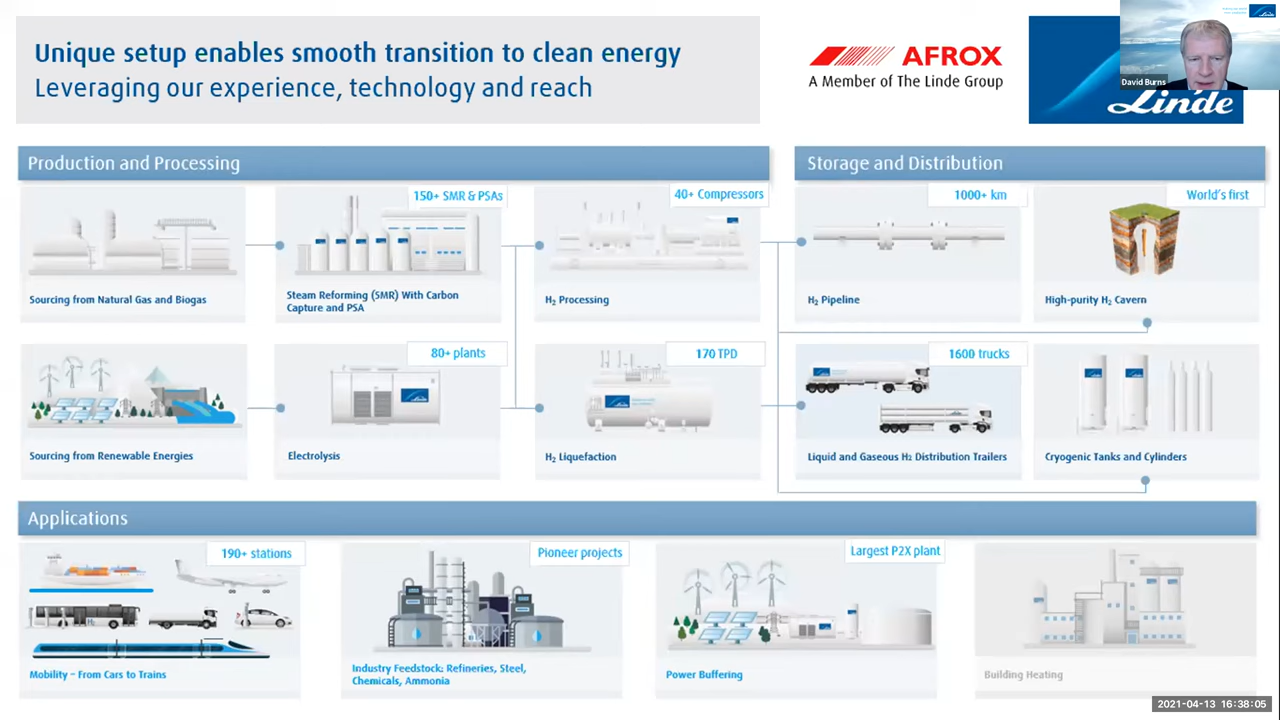 Unique setup enables smooth transition to clean energy
Leveraging our experience, technology and reach
AFROX
A Member of The Linde Group
Linde
David Burns
Production and Processing
Storage and Distribution
150+ SMR & PSAs
40+ Compressors
1000+ km
World's first
Sourcing from Natural Gas and Biogas
Steam Reforming (SMR) With Carbon
Capture and PSA
H₂ Processing
H₂ Pipeline
High-purity H₂ Cavern
80+ plants
170 TPD
1600 trucks
Sourcing from Renewable Energies
Electrolysis
H₂ Liquefaction
Liquid and Gaseous H₂ Distribution Trailers
Cryogenic Tanks and Cylinders
Applications
190+ stations
Pioneer projects
Largest P2X plant
Mobility – From Cars to Trains
Industry Feedstock: Refineries, Steel,
Chemicals, Ammonia
Power Buffering
Building Heating
2021-04-13 16:38:05